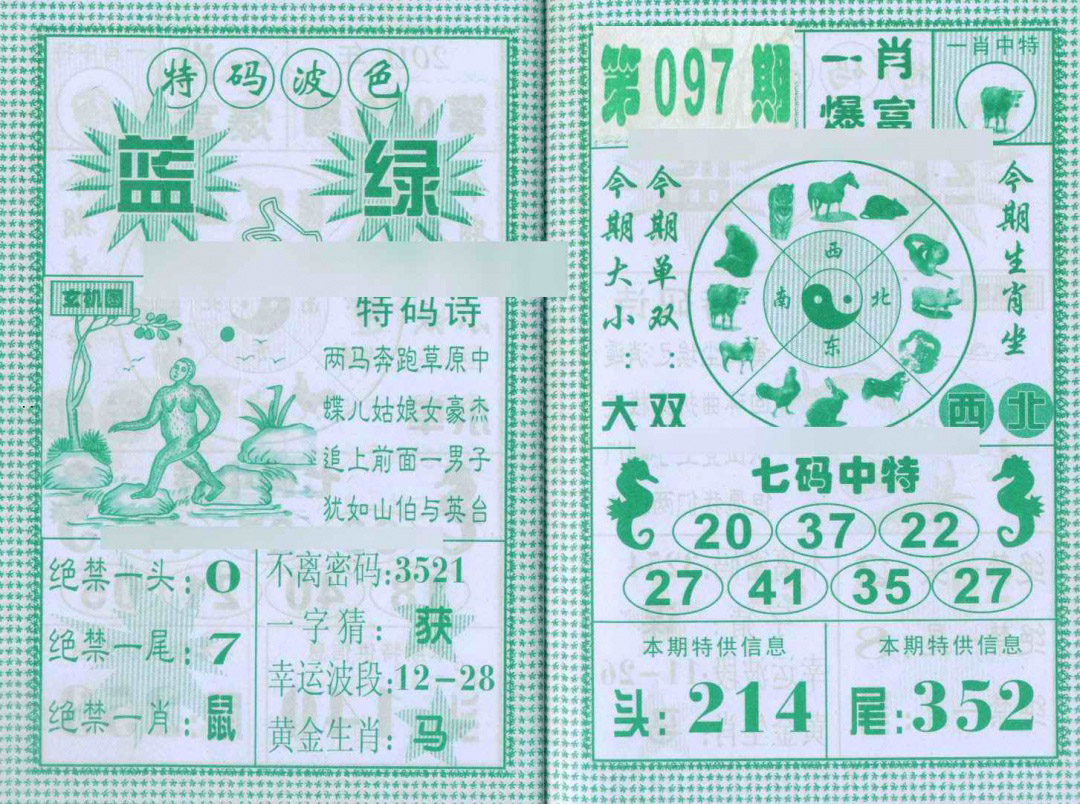 特码波色
蓝 绿
玄机图
特码诗
两马奔跑草原中
蝶儿姑娘女豪杰
追上前面一男子
犹如山伯与英台
绝禁一头:0
绝禁一尾:7
绝禁一肖:鼠
不离密码:3521
一字猜:获
幸运波段:12-28
黄金生肖:马
第097期
一肖
爆富
一肖中特
今期大小:大
今期单双:双
西
南 北
东
今期生肖坐
西北
七码中特
20 37 22
27 41 35 27
本期特供信息
头:214
本期特供信息
尾:352